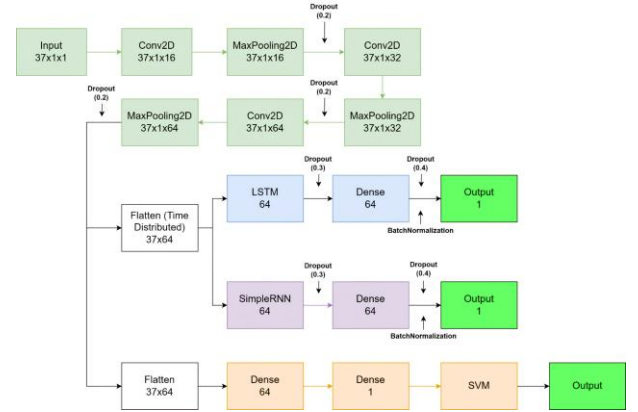 Dropout
(0.2)
Input
37x1x1
Conv2D
37x1x16
MaxPooling2D
37x1x16
Conv2D
37x1x32
Dropout
(0.2)
Dropout
(0.2)
MaxPooling2D
37x1x64
Conv2D
37x1x64
MaxPooling2D
37x1x32
Flatten (Time
Distributed)
37x64
LSTM
64
Dropout
(0.3)
Dense
64
Dropout
(0.4)
BatchNormalization
Output
1
SimpleRNN
64
Dropout
(0.3)
Dense
64
Dropout
(0.4)
BatchNormalization
Output
1
Flatten
37x64
Dense
64
Dense
1
SVM
Output